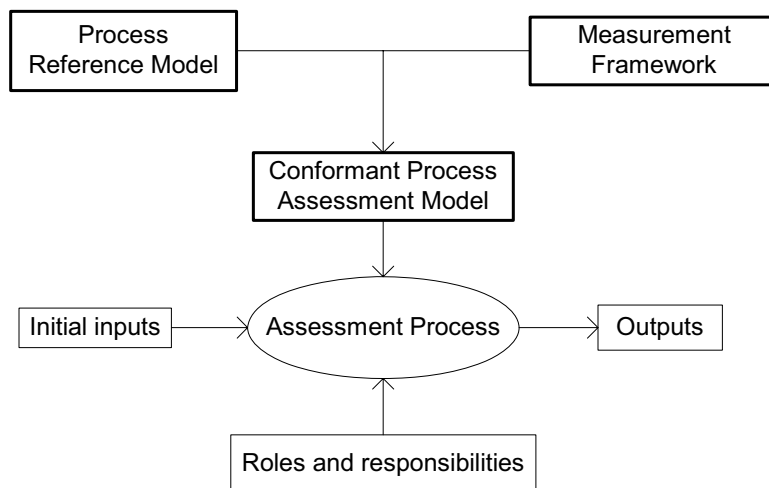 Process
Reference Model
Measurement
Framework
Conformant Process
Assessment Model
Initial inputs
Assessment Process
Outputs
Roles and responsibilities